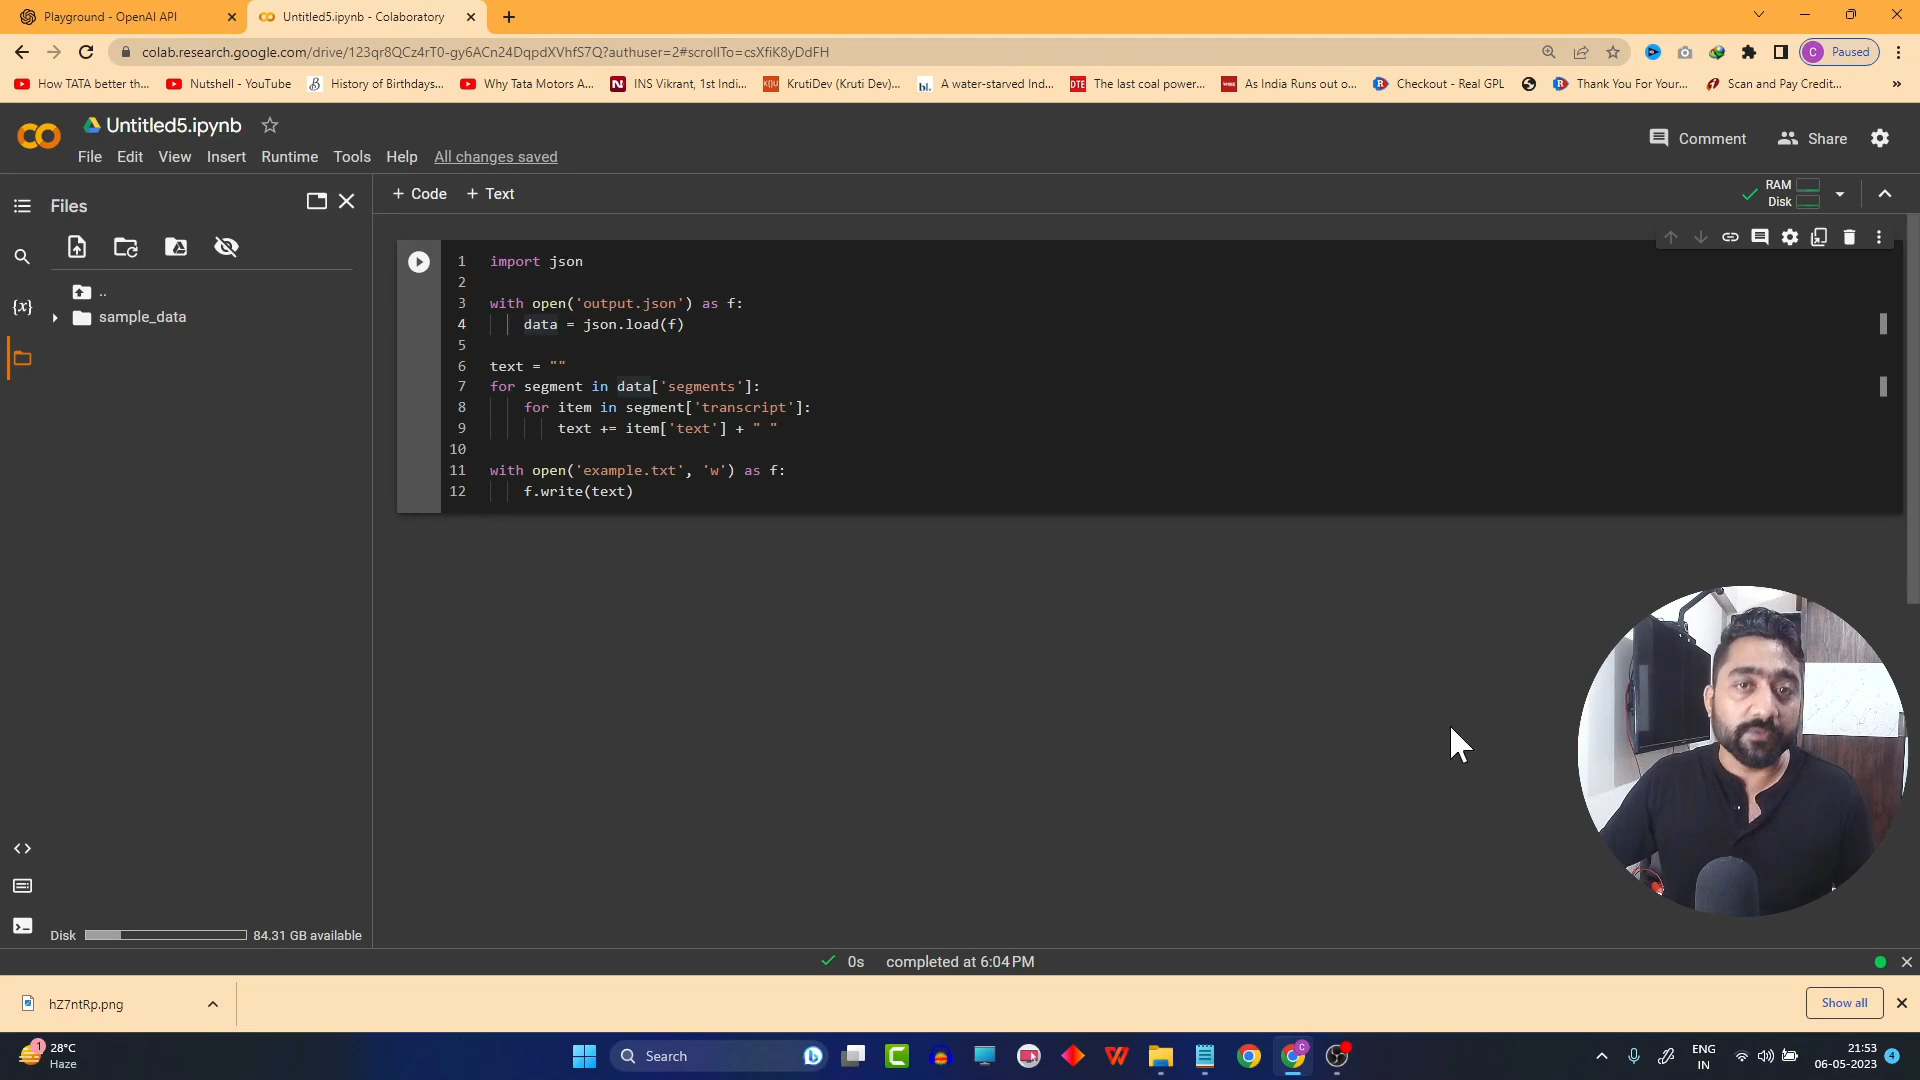 Playground - OpenAI API
Untitled5.ipynb - Colaboratory
colab.research.google.com/drive/123qr8QCz4rT0-gy6ACn24DqpdXVhfS7Q?authuser=2#scrollTo=csXfiK8yDdFH
C Paused
How TATA better th...
Nutshell - YouTube
History of Birthdays...
Why Tata Motors A...
INS Vikrant, 1st Indi...
KrutiDev (Kruti Dev)...
A water-starved Ind...
The last coal power...
As India Runs out o...
Checkout - Real GPL
Thank You For Your...
Scan and Pay Credit...
Untitled5.ipynb
Comment
Share
File Edit View Insert Runtime Tools Help All changes saved
Files
+ Code + Text
RAM
Disk
..
sample_data
1 import json
2
3 with open('output.json') as f:
4 data = json.load(f)
5
6 text = ""
7 for segment in data['segments']:
8 for item in segment['transcript']:
9 text += item['text'] + " "
10
11 with open('example.txt', 'w') as f:
12 f.write(text)
Disk 84.31 GB available
0s completed at 6:04 PM
hZ7ntRp.png
Show all
1
28°C
Haze
Search
ENG
IN
21:53
06-05-2023
4